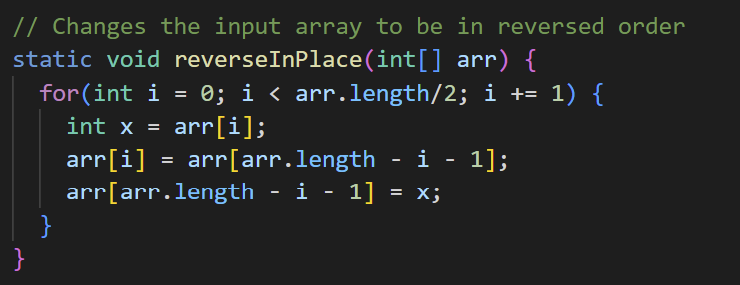 // Changes the input array to be in reversed order
static void reverseInPlace(int[] arr) {
  for(int i = 0; i < arr.length/2; i += 1) {
    int x = arr[i];
    arr[i] = arr[arr.length - i - 1];
    arr[arr.length - i - 1] = x;
  }
}